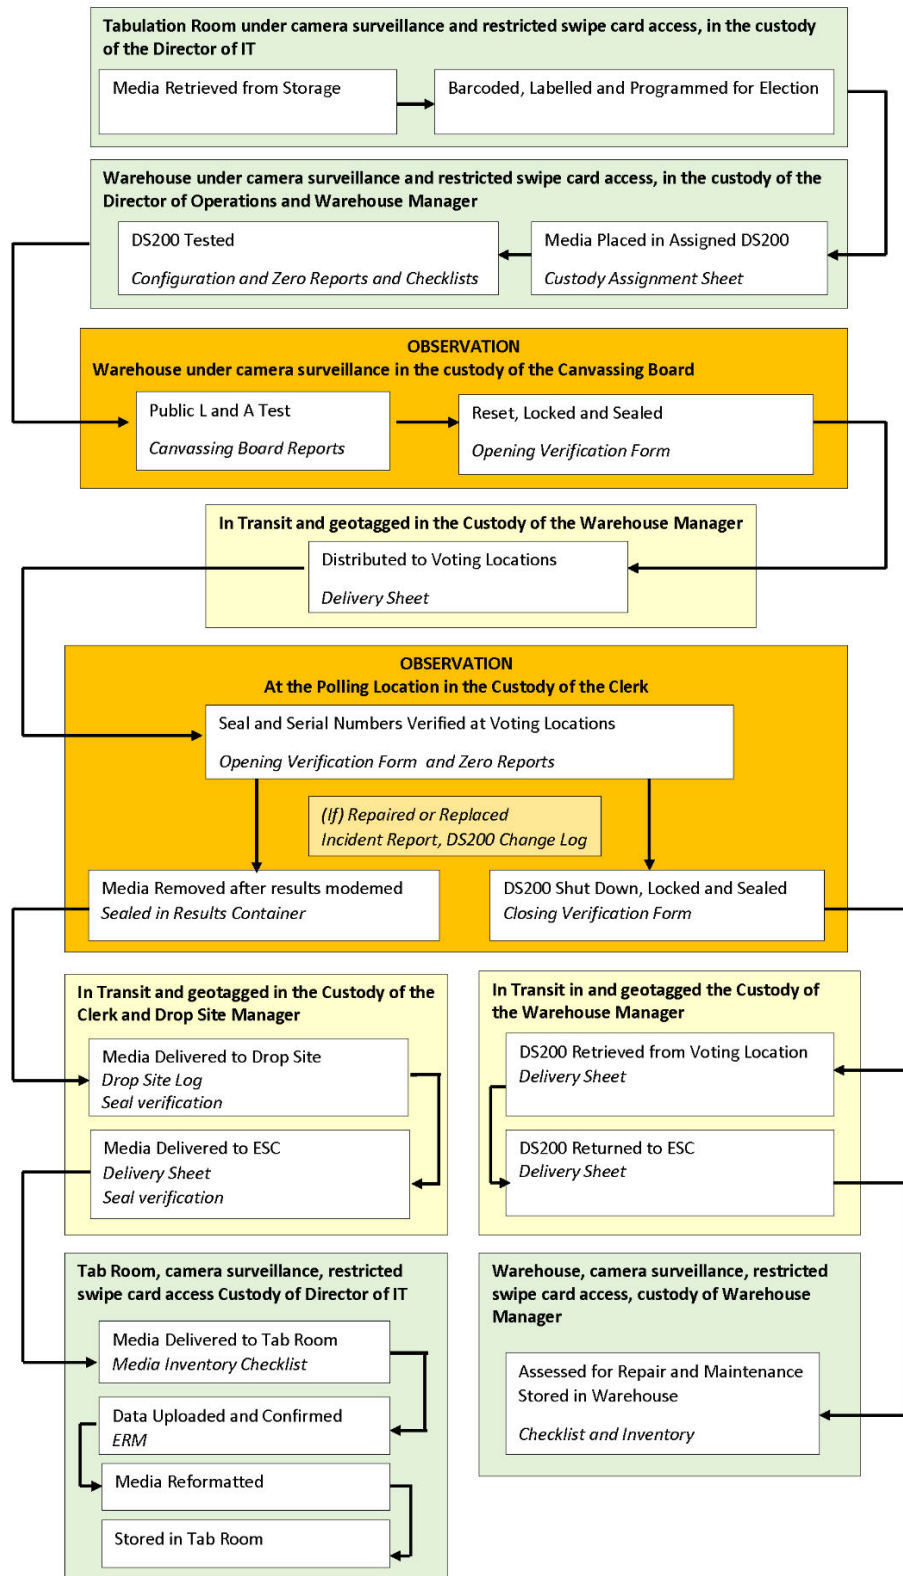 Tabulation Room under camera surveillance and restricted swipe card access, in the custody
of the Director of IT
Media Retrieved from Storage
Barcoded, Labelled and Programmed for Election
Warehouse under camera surveillance and restricted swipe card access, in the custody of the
Director of Operations and Warehouse Manager
DS200 Tested
Configuration and Zero Reports and Checklists
Media Placed in Assigned DS200
Custody Assignment Sheet
OBSERVATION
Warehouse under camera surveillance in the custody of the Canvassing Board
Public L and A Test
Canvassing Board Reports
Reset, Locked and Sealed
Opening Verification Form
In Transit and geotagged in the Custody of the Warehouse Manager
Distributed to Voting Locations
Delivery Sheet
OBSERVATION
At the Polling Location in the Custody of the Clerk
Seal and Serial Numbers Verified at Voting Locations
Opening Verification Form and Zero Reports
(If) Repaired or Replaced
Incident Report, DS200 Change Log
Media Removed after results modemed
Sealed in Results Container
DS200 Shut Down, Locked and Sealed
Closing Verification Form
In Transit and geotagged in the Custody of the
Clerk and Drop Site Manager
Media Delivered to Drop Site
Drop Site Log
Seal verification
Media Delivered to ESC
Delivery Sheet
Seal verification
In Transit in and geotagged the Custody of
the Warehouse Manager
DS200 Retrieved from Voting Location
Delivery Sheet
DS200 Returned to ESC
Delivery Sheet
Tab Room, camera surveillance, restricted
swipe card access Custody of Director of IT
Media Delivered to Tab Room
Media Inventory Checklist
Data Uploaded and Confirmed
ERM
Media Reformatted
Stored in Tab Room
Warehouse, camera surveillance, restricted
swipe card access, custody of Warehouse
Manager
Assessed for Repair and Maintenance
Stored in Warehouse
Checklist and Inventory